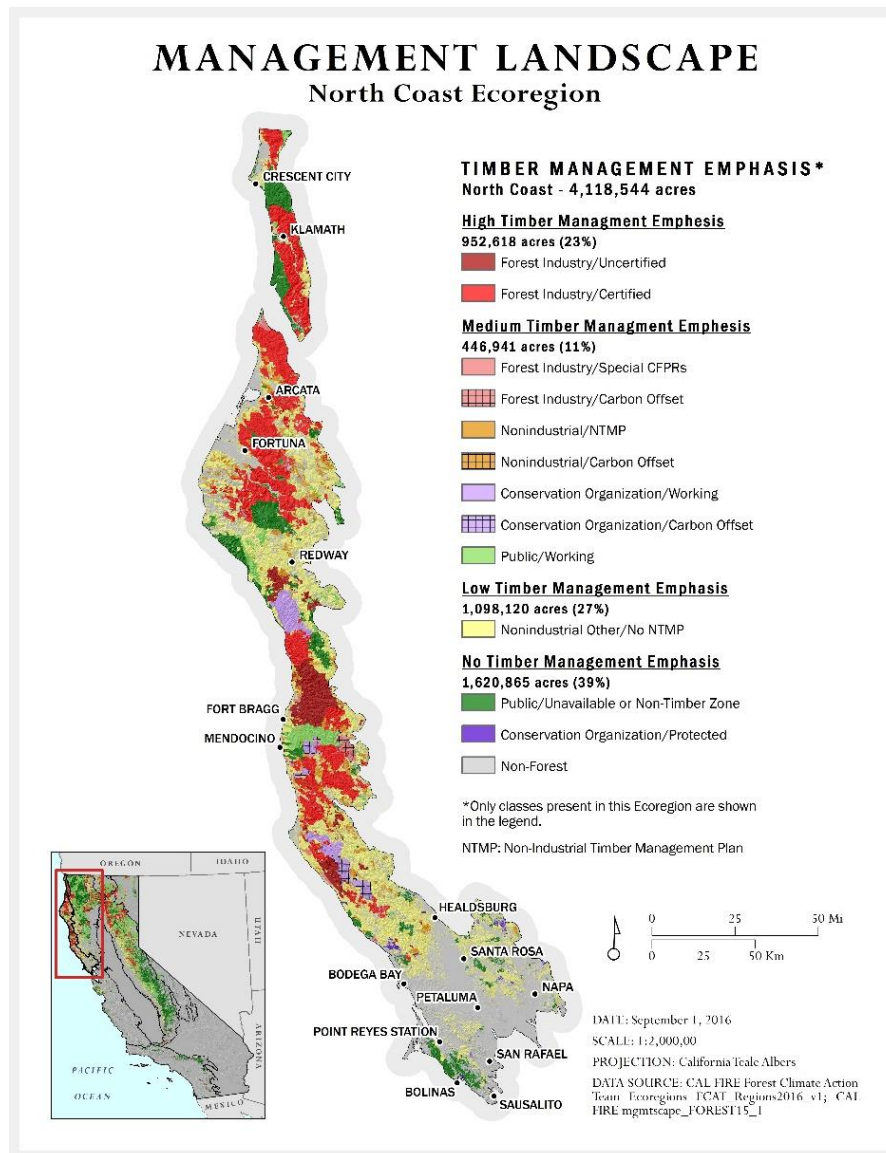 MANAGEMENT LANDSCAPE
North Coast Ecoregion
TIMBER MANAGEMENT EMPHASIS*
North Coast - 4,118,544 acres
High Timber Managment Emphesis
952,618 acres (23%)
Forest Industry/Uncertified
Forest Industry/Certified
Medium Timber Managment Emphesis
446,941 acres (11%)
Forest Industry/Special CFPRs
Forest Industry/Carbon Offset
Nonindustrial/NTMP
Nonindustrial/Carbon Offset
Conservation Organization/Working
Conservation Organization/Carbon Offset
Public/Working
Low Timber Management Emphasis
1,098,120 acres (27%)
Nonindustrial Other/No NTMP
No Timber Management Emphasis
1,620,865 acres (39%)
Public/Unavailable or Non-Timber Zone
Conservation Organization/Protected
Non-Forest
*Only classes present in this Ecoregion are shown
in the legend.
NTMP: Non-Industrial Timber Management Plan
CRESCENT CITY
KLAMATH
ARCATA
FORTUNA
REDWAY
FORT BRAGG
MENDOCINO
HEALDSBURG
SANTA ROSA
BODEGA BAY
NAPA
PETALUMA
POINT REYES STATION
SAN RAFAEL
BOLINAS
SAUSALITO
OREGON
IDAHO
NEVADA
UTAH
ARIZONA
PACIFIC
OCEAN
MEXICO
0 25 50 Mi
0 25 50 Km
DATE: September 1, 2016
SCALE: 1:2,000,00
PROJECTION: California Teale Albers
DATA SOURCE: CAL FIRE Forest Climate Action
Team Ecoregions FCAT_Regions2016_v1; CAL
FIRE mgmtscape_FOREST15_1